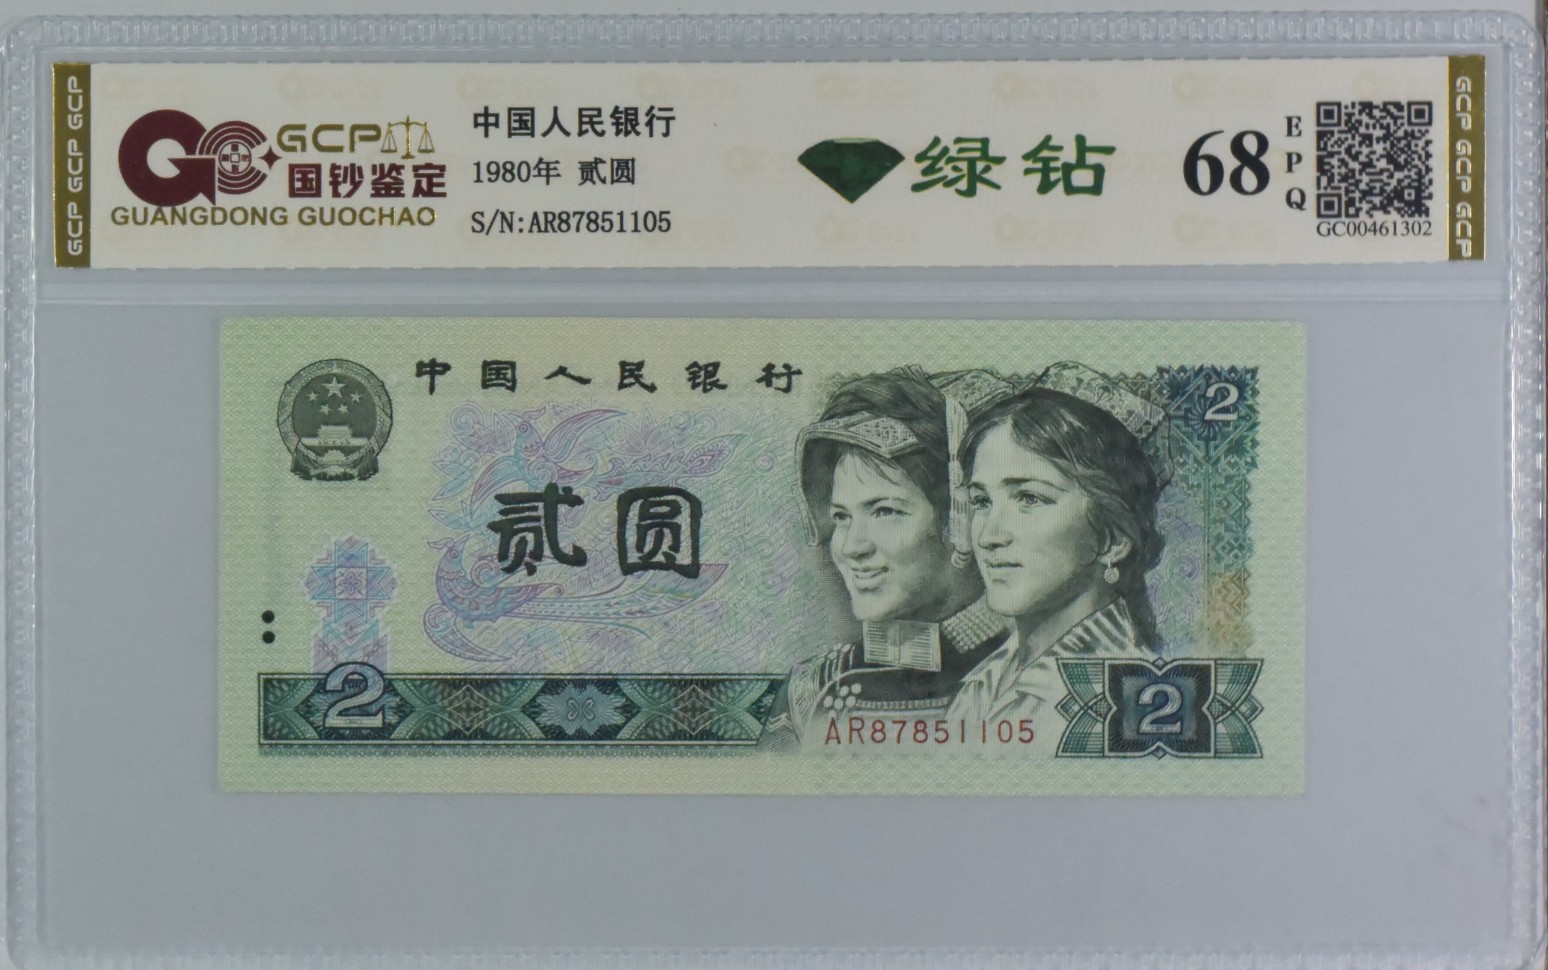 GCP GCP GCP
GCP
国钞鉴定
GUANGDONG GUOCHAO
中国人民银行
1980年 贰圆
S/N:AR87851105
绿钻
68
EPQ
GC00461302
GCP GCP GCP
中国人民银行
2
贰圆
2
AR87851105
2